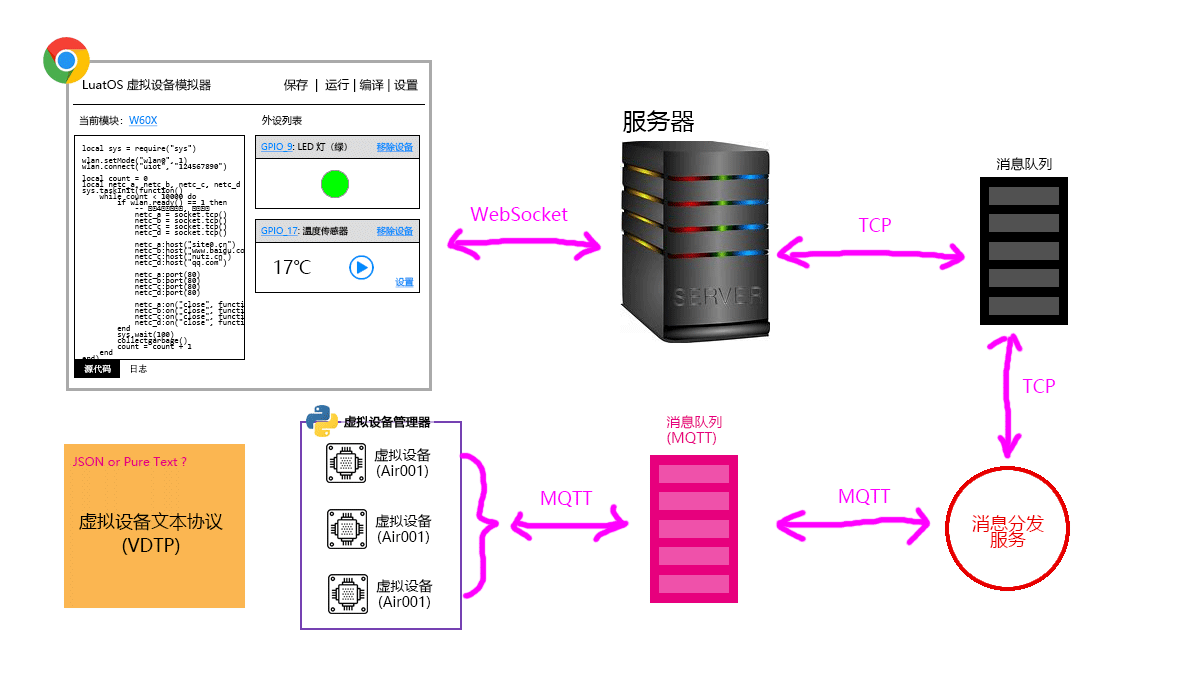 LuatOS 虚拟设备模拟器
保存 | 运行 | 编译 | 设置
当前模块: W60X
local sys = require("sys")
wlan.setMode("wlan0", 1)
wlan.connect("uiot", "124567890")
local count = 0
local netc_a, netc_b, netc_c, netc_d
sys.taskInit(function()
while count < 10000 do
if wlan.ready() == 1 then
netc_a = socket.tcp()
netc_b = socket.tcp()
netc_c = socket.tcp()
netc_d = socket.tcp()
netc_a:host("site0.cn")
netc_b:host("www.baidu.co
netc_c:host("nutz.cn")
netc_d:host("qq.com")
netc_a:port(80)
netc_b:port(80)
netc_c:port(80)
netc_d:port(80)
netc_a:on("close", functi
netc_b:on("close", functi
netc_c:on("close", functi
netc_d:on("close", functi
end
sys.wait(100)
collectgarbage()
count = count + 1
end
end)
源代码 日志
外设列表
GPIO_9: LED 灯（绿） 移除设备
GPIO_17: 温度传感器 移除设备
17℃
设置
WebSocket
服务器
SERVER
TCP
消息队列
TCP
JSON or Pure Text ?
虚拟设备文本协议
(VDTP)
虚拟设备管理器
虚拟设备
(Air001)
虚拟设备
(Air001)
虚拟设备
(Air001)
MQTT
消息队列
(MQTT)
MQTT
消息分发
服务